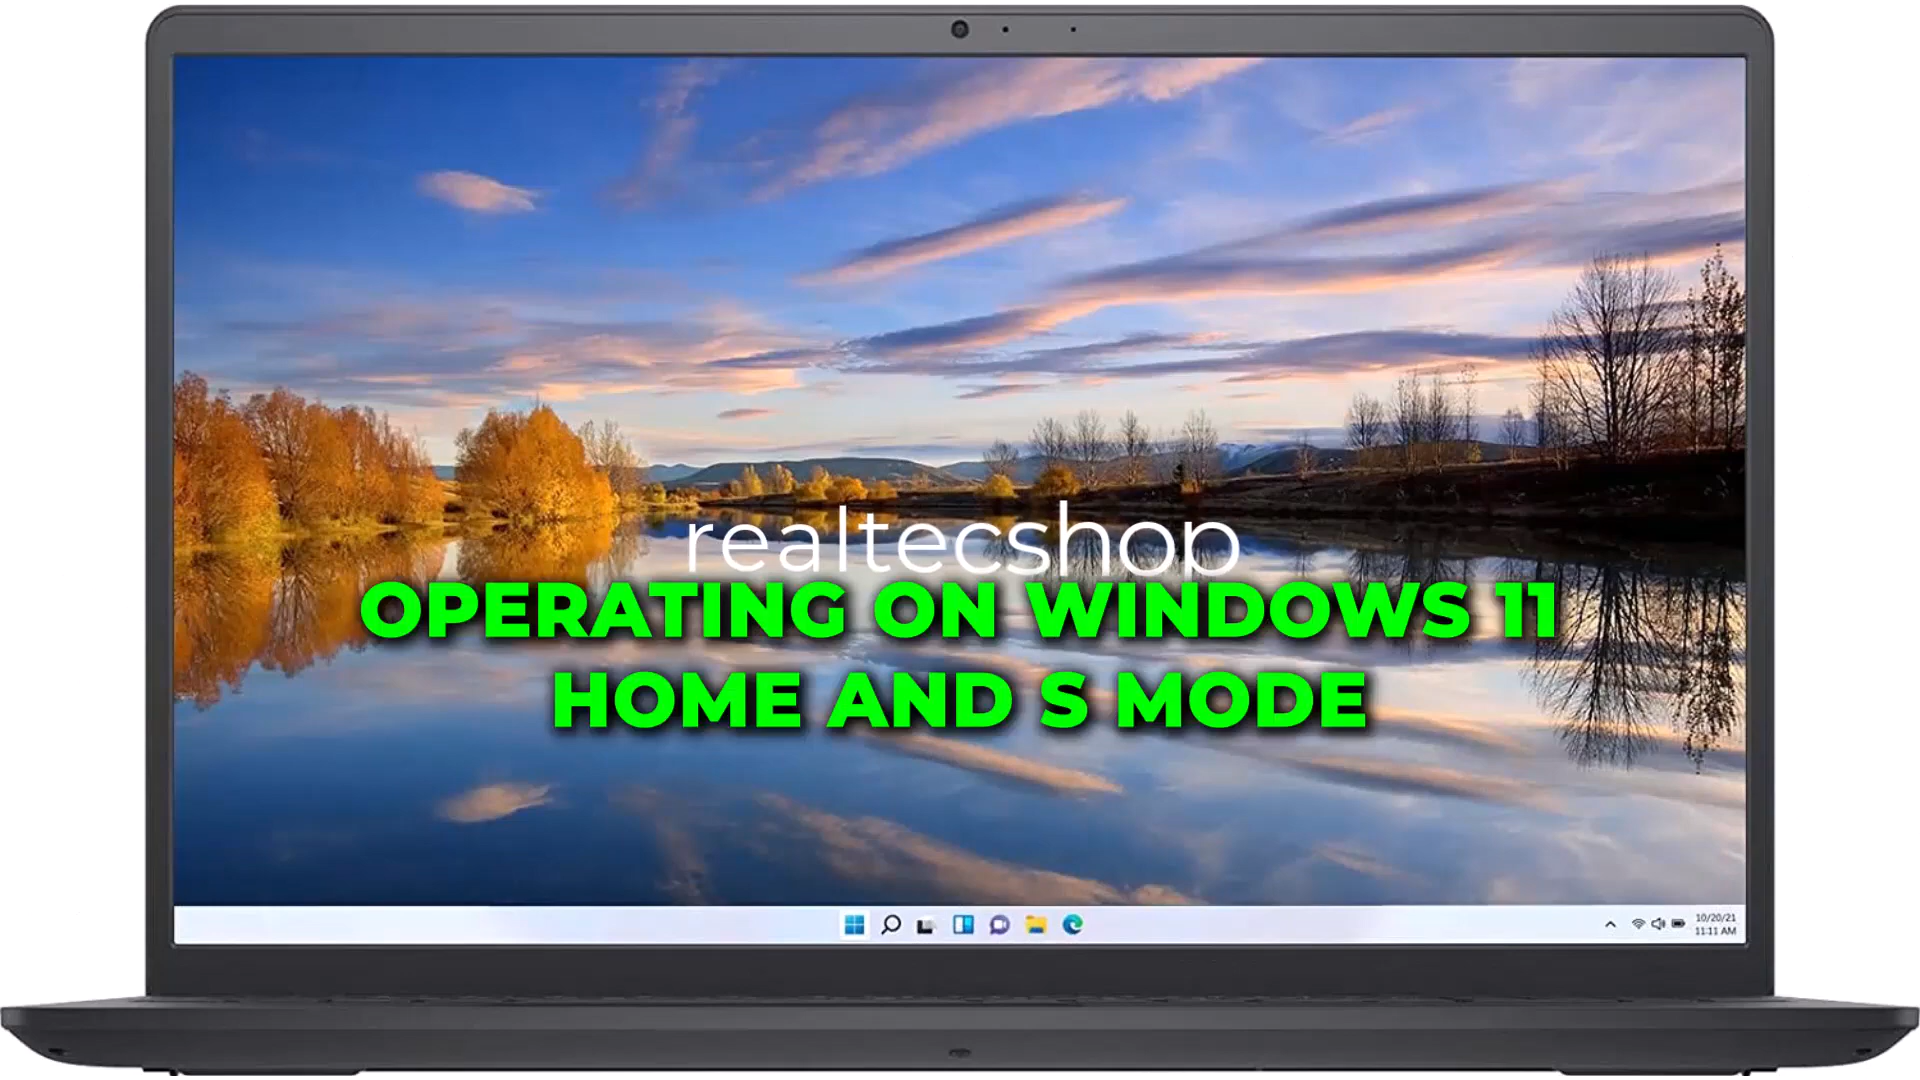 realtecshop
OPERATING ON WINDOWS 11
HOME AND S MODE
10/20/21
11:11 AM